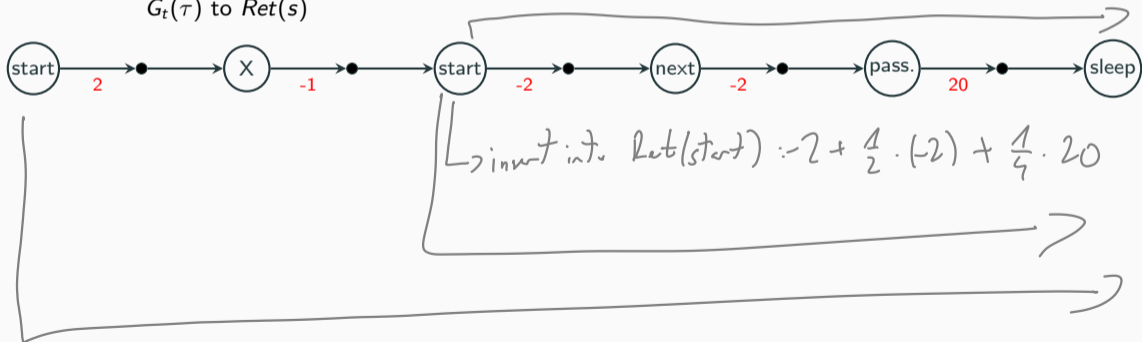 Gₜ(τ) to Ret(s)
start X start next pass. sleep
2 -1 -2 -2 20
insert into Ret(start) : -2 + 1/2 · (-2) + 1/4 · 20